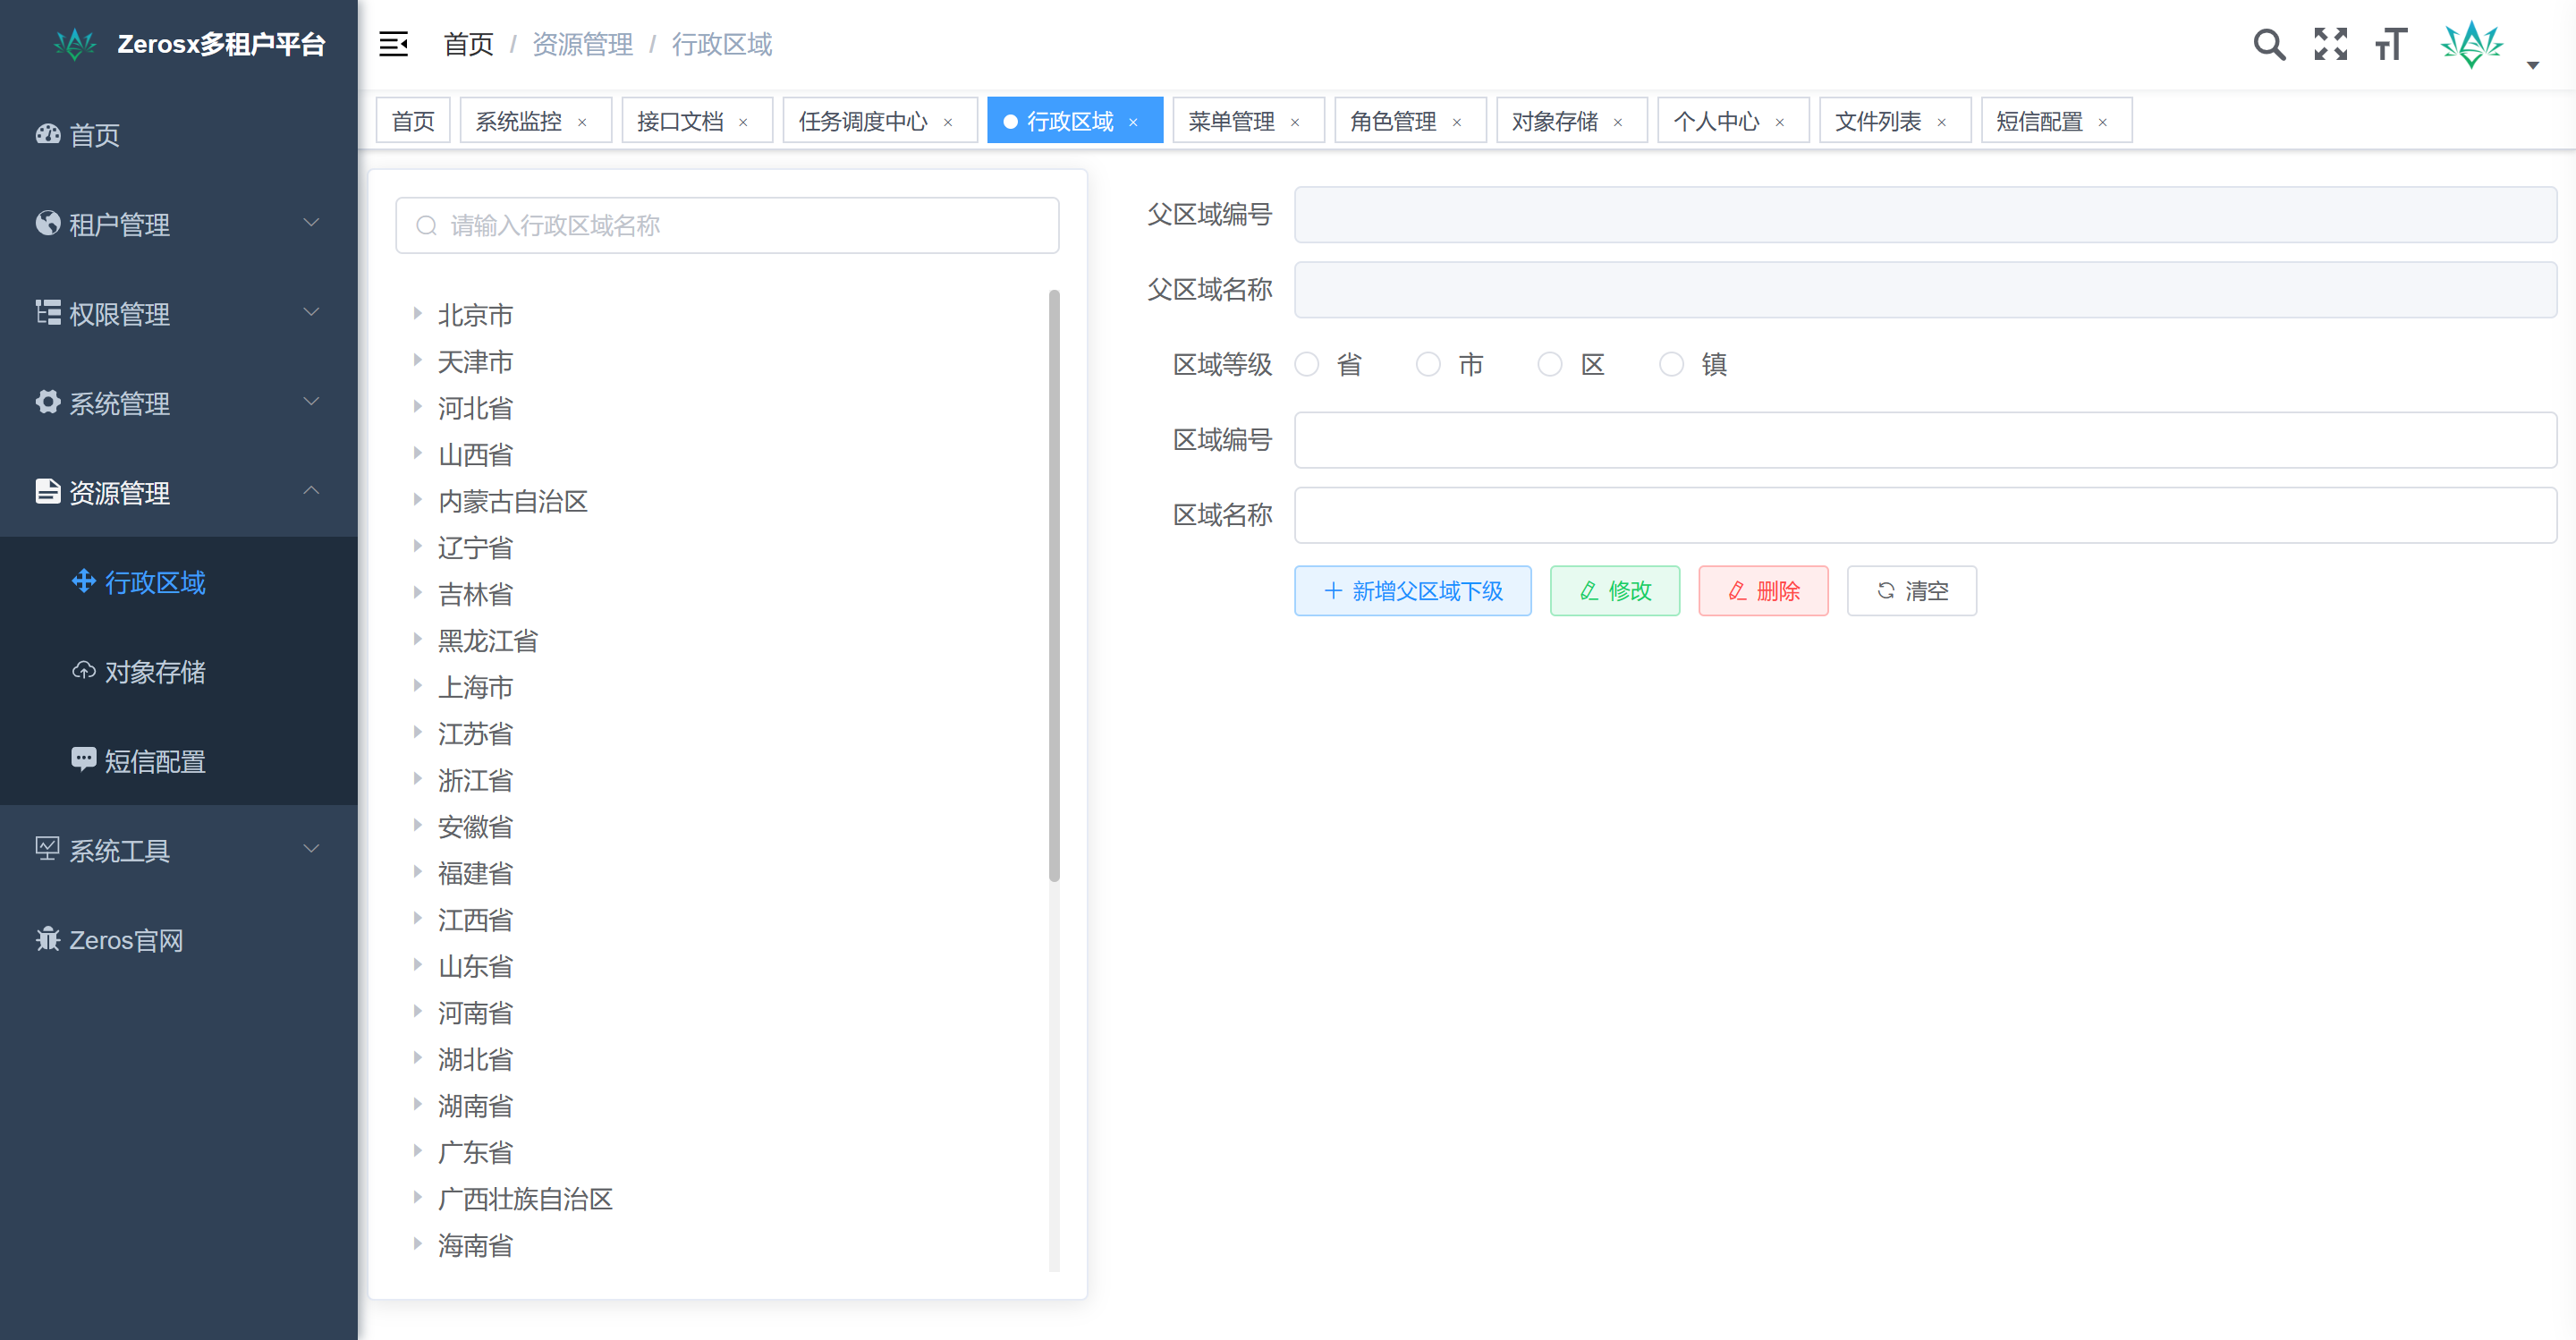 Zerosx多租户平台
首页
租户管理
权限管理
系统管理
资源管理
行政区域
对象存储
短信配置
系统工具
Zeros官网
首页 / 资源管理 / 行政区域
首页 系统监控 × 接口文档 × 任务调度中心 × 行政区域 × 菜单管理 × 角色管理 × 对象存储 × 个人中心 × 文件列表 × 短信配置 ×
请输入行政区域名称
北京市
天津市
河北省
山西省
内蒙古自治区
辽宁省
吉林省
黑龙江省
上海市
江苏省
浙江省
安徽省
福建省
江西省
山东省
河南省
湖北省
湖南省
广东省
广西壮族自治区
海南省
父区域编号
父区域名称
区域等级 省 市 区 镇
区域编号
区域名称
新增父区域下级 修改 删除 清空